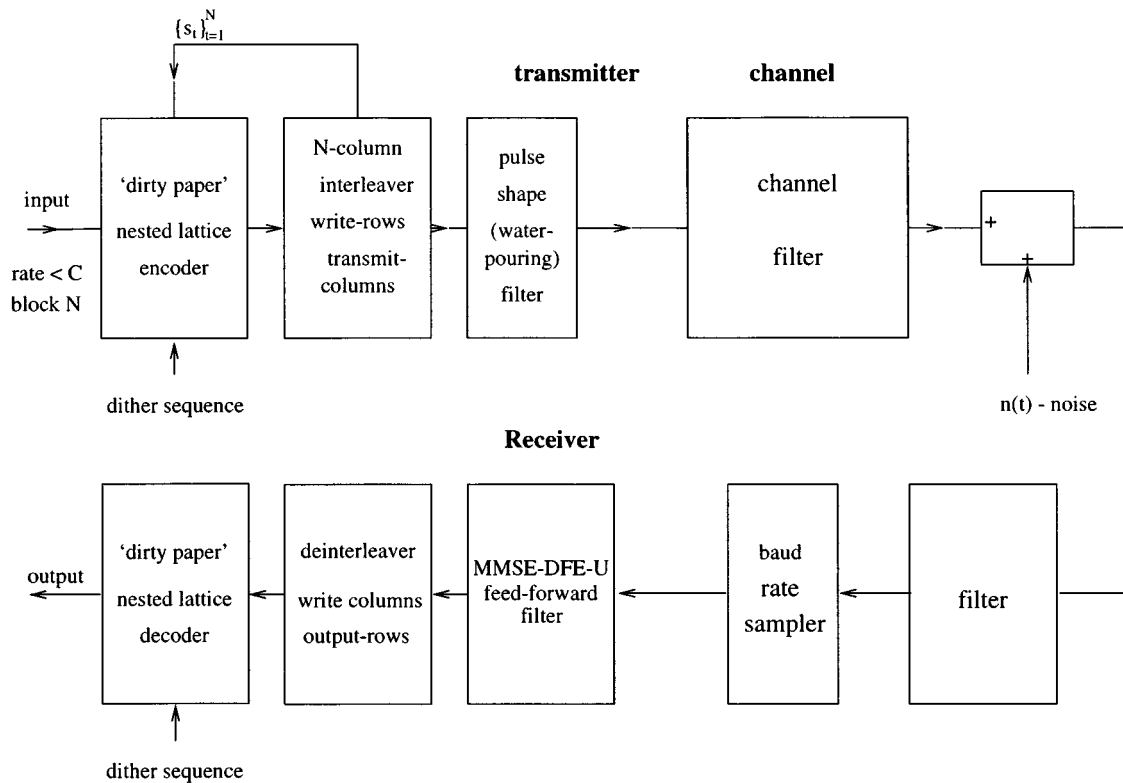 {s_t}_{t=1}^N
transmitter
channel
input
rate < C
block N
'dirty paper'
nested lattice
encoder
dither sequence
N-column
interleaver
write-rows
transmit-
columns
pulse
shape
(water-
pouring)
filter
channel
filter
+
+
n(t) - noise
Receiver
output
'dirty paper'
nested lattice
decoder
dither sequence
deinterleaver
write columns
output-rows
MMSE-DFE-U
feed-forward
filter
baud
rate
sampler
filter